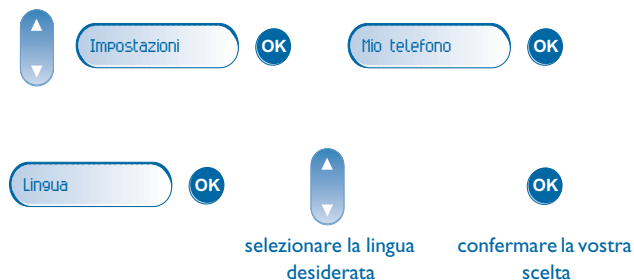 Impostazioni OK Mio telefono OK
Lingua OK OK
selezionare la lingua confermare la vostra
desiderata scelta